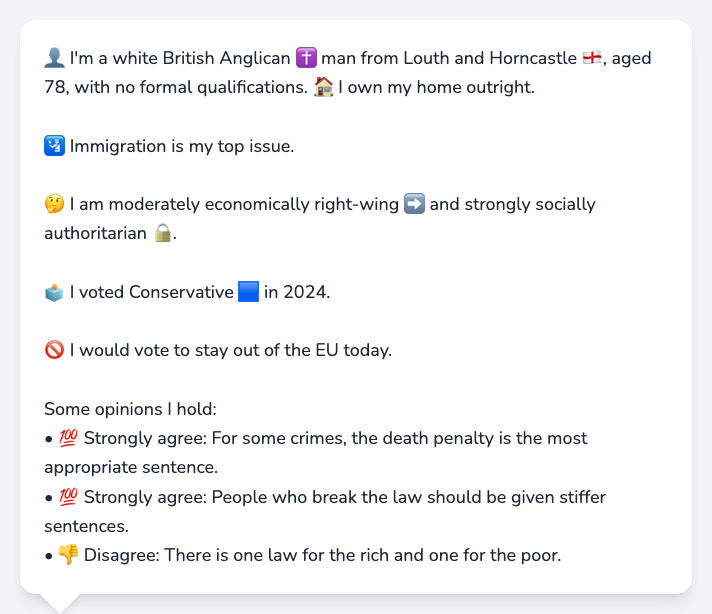 👤 I'm a white British Anglican ✝️ man from Louth and Horncastle 🏴󠁧󠁢󠁥󠁮󠁧󠁿, aged
78, with no formal qualifications. 🏠 I own my home outright.
🛂 Immigration is my top issue.
🤔 I am moderately economically right-wing ➡️ and strongly socially
authoritarian 🔒.
🗳️ I voted Conservative 🟦 in 2024.
🚫 I would vote to stay out of the EU today.
Some opinions I hold:
• 💯 Strongly agree: For some crimes, the death penalty is the most
appropriate sentence.
• 💯 Strongly agree: People who break the law should be given stiffer
sentences.
• 👎 Disagree: There is one law for the rich and one for the poor.